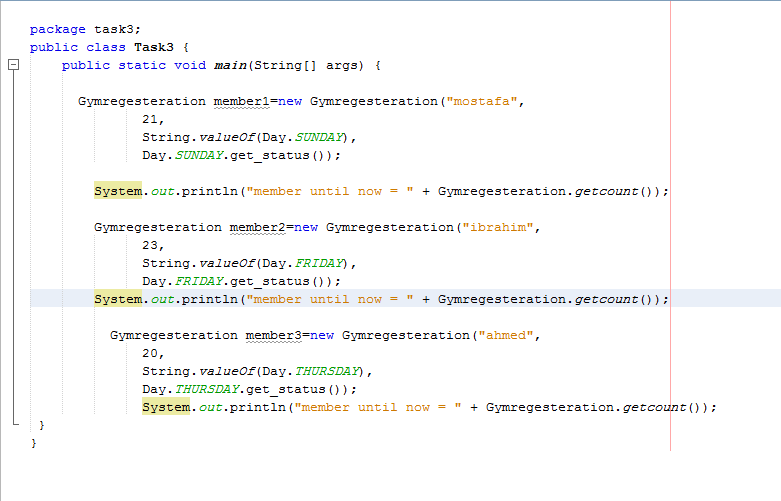 package task3;
public class Task3 {
public static void main(String[] args) {
Gymregesteration member1=new Gymregesteration("mostafa",
21,
String.valueOf(Day.SUNDAY),
Day.SUNDAY.get_status());
System.out.println("member until now = " + Gymregesteration.getcount());
Gymregesteration member2=new Gymregesteration("ibrahim",
23,
String.valueOf(Day.FRIDAY),
Day.FRIDAY.get_status());
System.out.println("member until now = " + Gymregesteration.getcount());
Gymregesteration member3=new Gymregesteration("ahmed",
20,
String.valueOf(Day.THURSDAY),
Day.THURSDAY.get_status());
System.out.println("member until now = " + Gymregesteration.getcount());
}
}